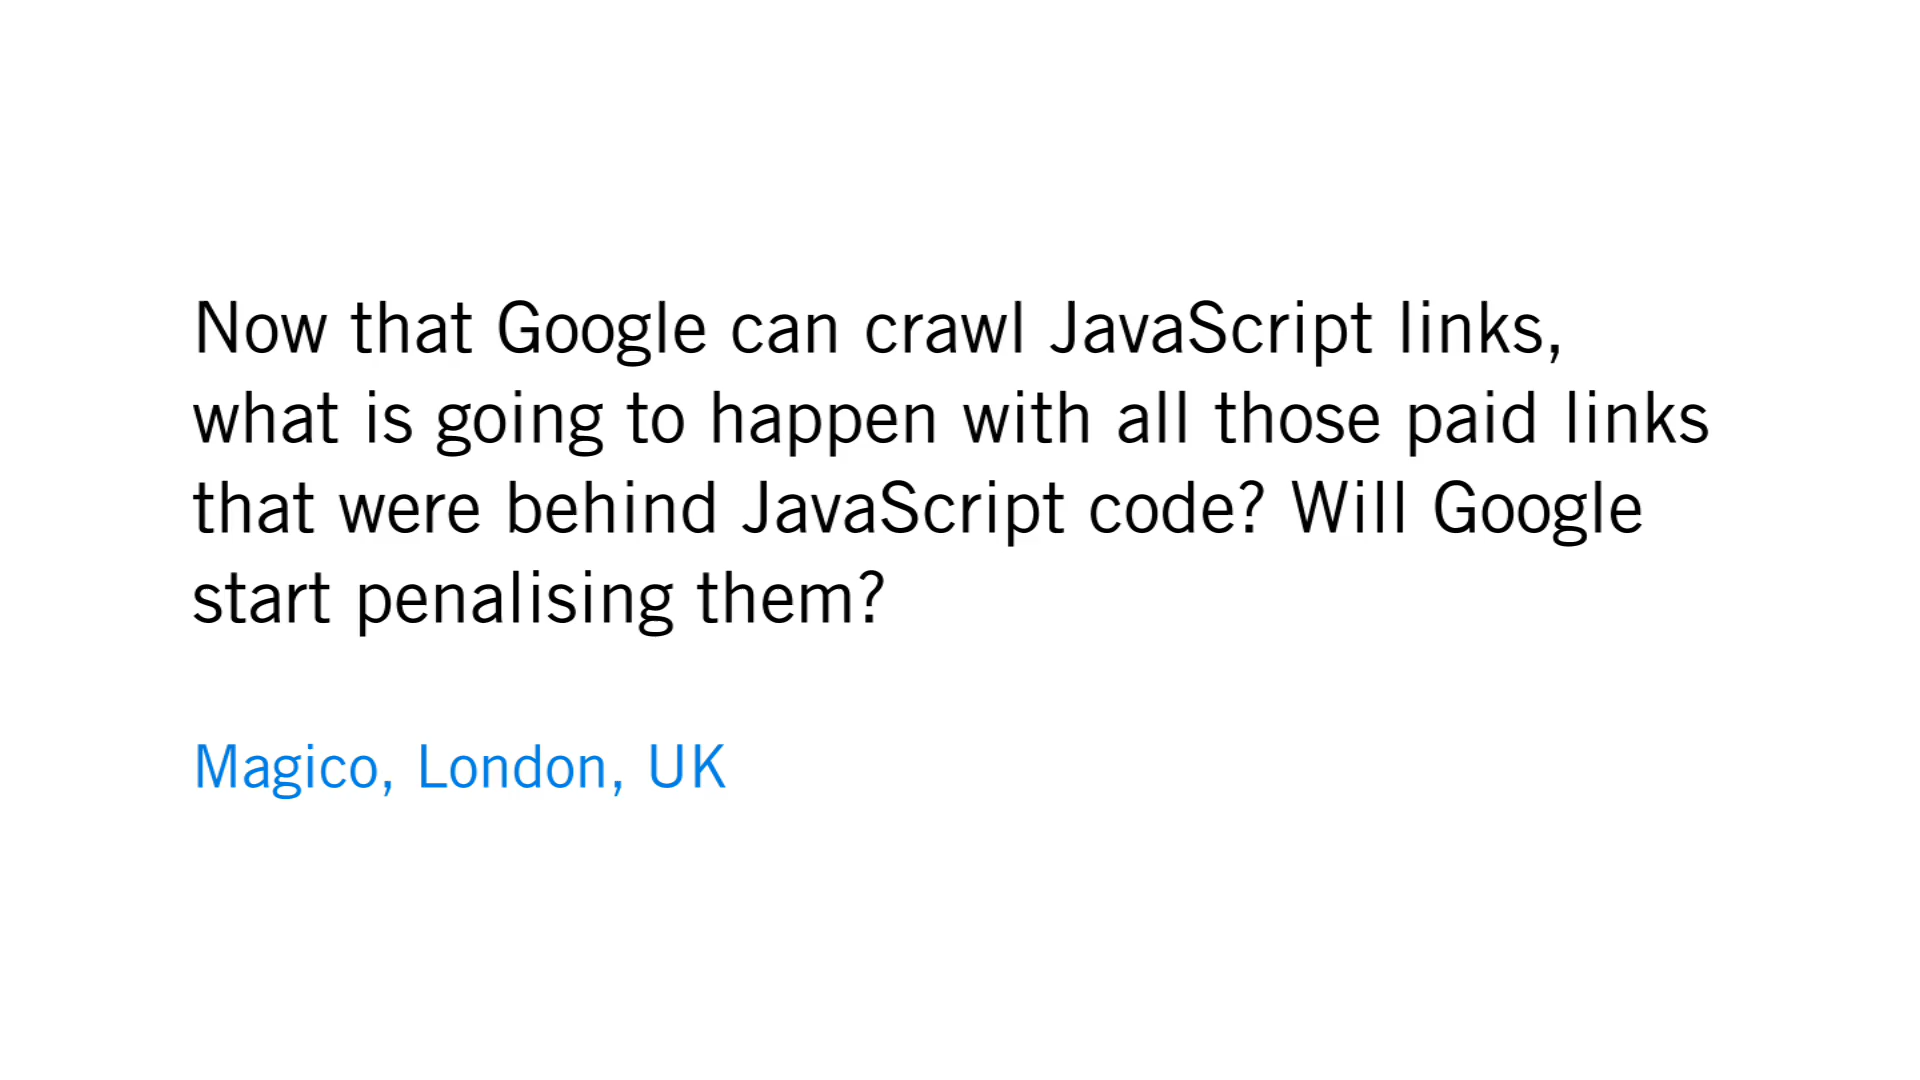 Now that Google can crawl JavaScript links,
what is going to happen with all those paid links
that were behind JavaScript code? Will Google
start penalising them?
Magico, London, UK